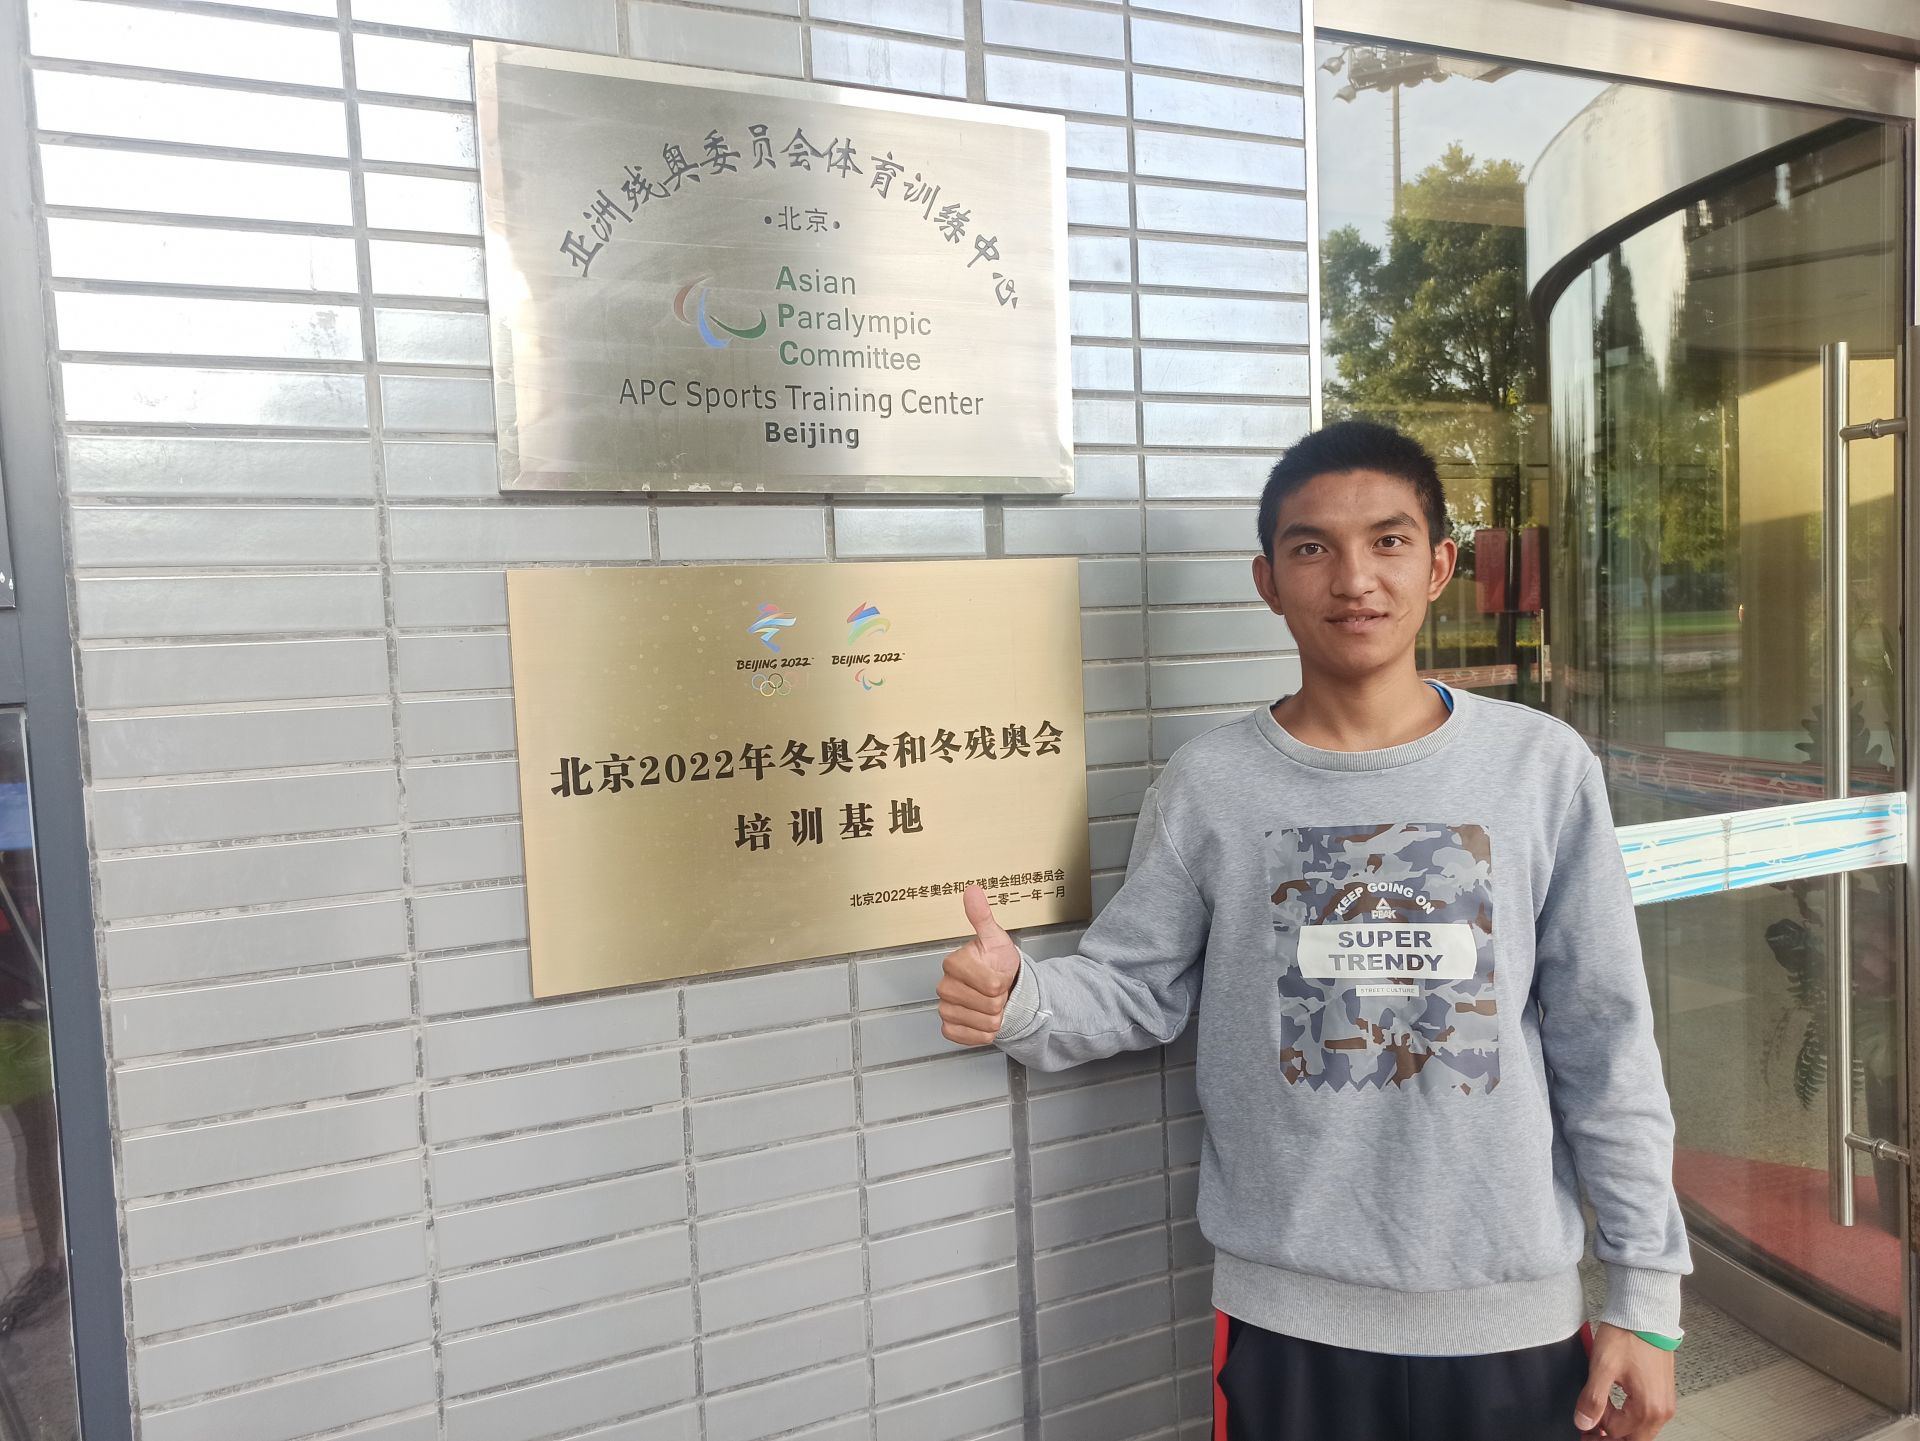 亚洲残奥委员会体育训练中心
•北京•
Asian
Paralympic
Committee
APC Sports Training Center
Beijing
BEIJING 2022™ BEIJING 2022™
北京2022年冬奥会和冬残奥会
培训基地
北京2022年冬奥会和冬残奥会组织委员会
二零二一年一月
KEEP GOING ON
PEAK
SUPER
TRENDY
STREET CULTURE